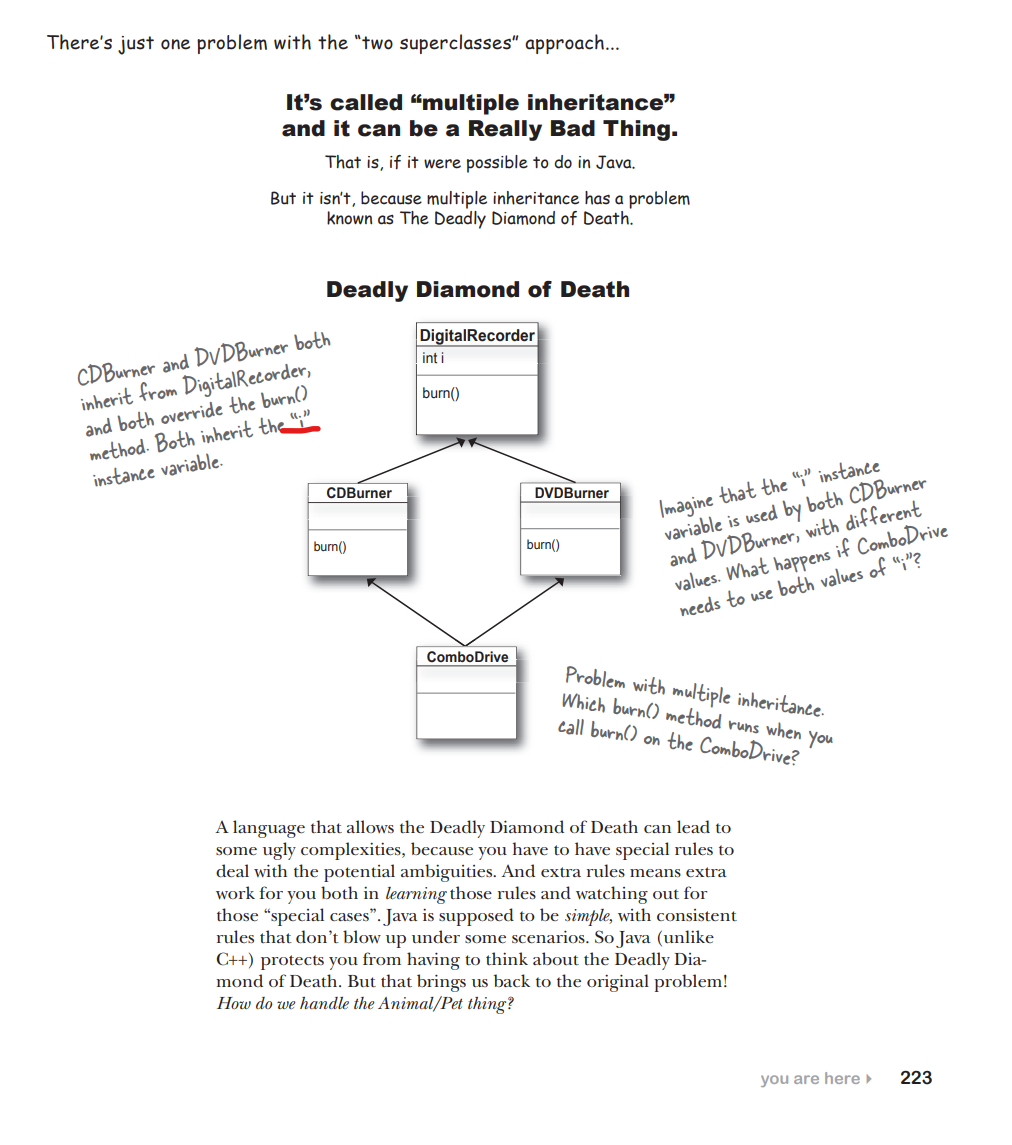 There's just one problem with the “two superclasses” approach...
It's called “multiple inheritance”
and it can be a Really Bad Thing.
That is, if it were possible to do in Java.
But it isn't, because multiple inheritance has a problem
known as The Deadly Diamond of Death.
Deadly Diamond of Death
CDBurner and DVDBurner both
inherit from DigitalRecorder,
and both override the burn()
method. Both inherit the “i”
instance variable.
DigitalRecorder
int i
burn()
CDBurner
burn()
DVDBurner
burn()
Imagine that the “i” instance
variable is used by both CDBurner
and DVDBurner, with different
values. What happens if ComboDrive
needs to use both values of “i”?
ComboDrive
Problem with multiple inheritance.
Which burn() method runs when you
call burn() on the ComboDrive?
A language that allows the Deadly Diamond of Death can lead to
some ugly complexities, because you have to have special rules to
deal with the potential ambiguities. And extra rules means extra
work for you both in learning those rules and watching out for
those “special cases”. Java is supposed to be simple, with consistent
rules that don't blow up under some scenarios. So Java (unlike
C++) protects you from having to think about the Deadly Dia-
mond of Death. But that brings us back to the original problem!
How do we handle the Animal/Pet thing?
you are here
223